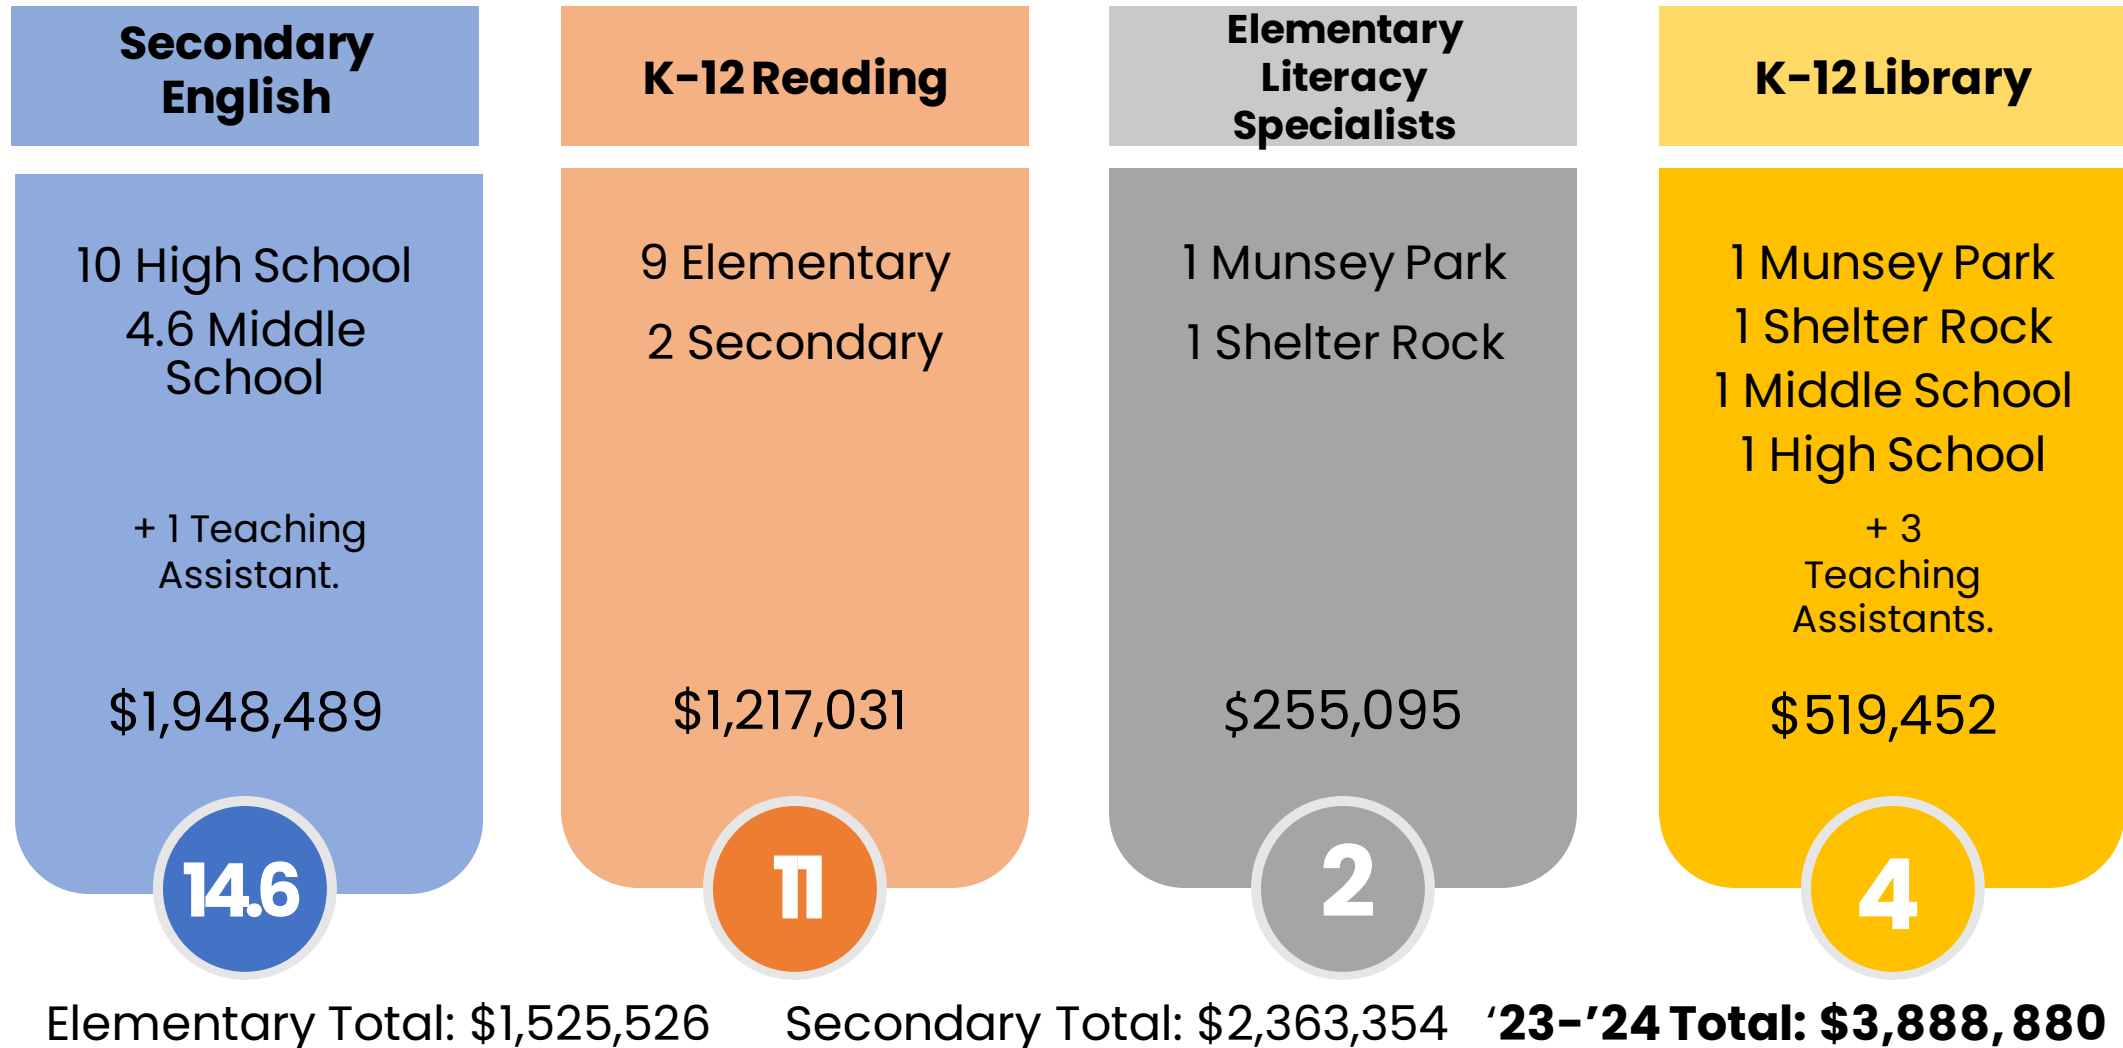 Secondary
English
10 High School
4.6 Middle
School
+ 1 Teaching
Assistant.
$1,948,489
14.6
K-12 Reading
9 Elementary
2 Secondary
$1,217,031
11
Elementary
Literacy
Specialists
1 Munsey Park
1 Shelter Rock
$255,095
2
K-12 Library
1 Munsey Park
1 Shelter Rock
1 Middle School
1 High School
+ 3
Teaching
Assistants.
$519,452
4
Elementary Total: $1,525,526 Secondary Total: $2,363,354 ‘23-’24 Total: $3,888,880